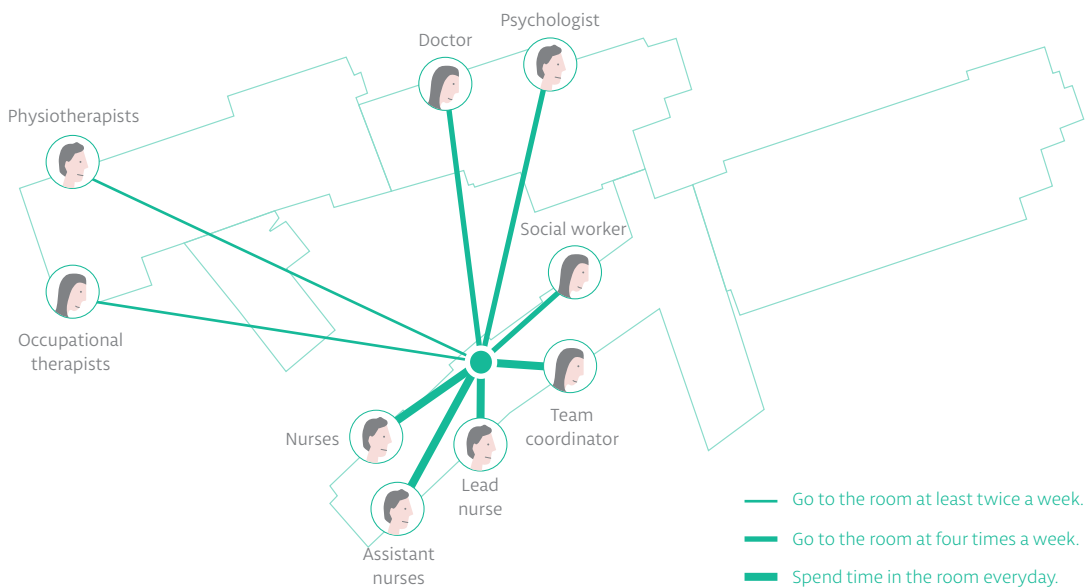 Psychologist
Doctor
Physiotherapists
Social worker
Occupational
therapists
Team
coordinator
Nurses
Lead
nurse
Assistant
nurses
Go to the room at least twice a week.
Go to the room at four times a week.
Spend time in the room everyday.